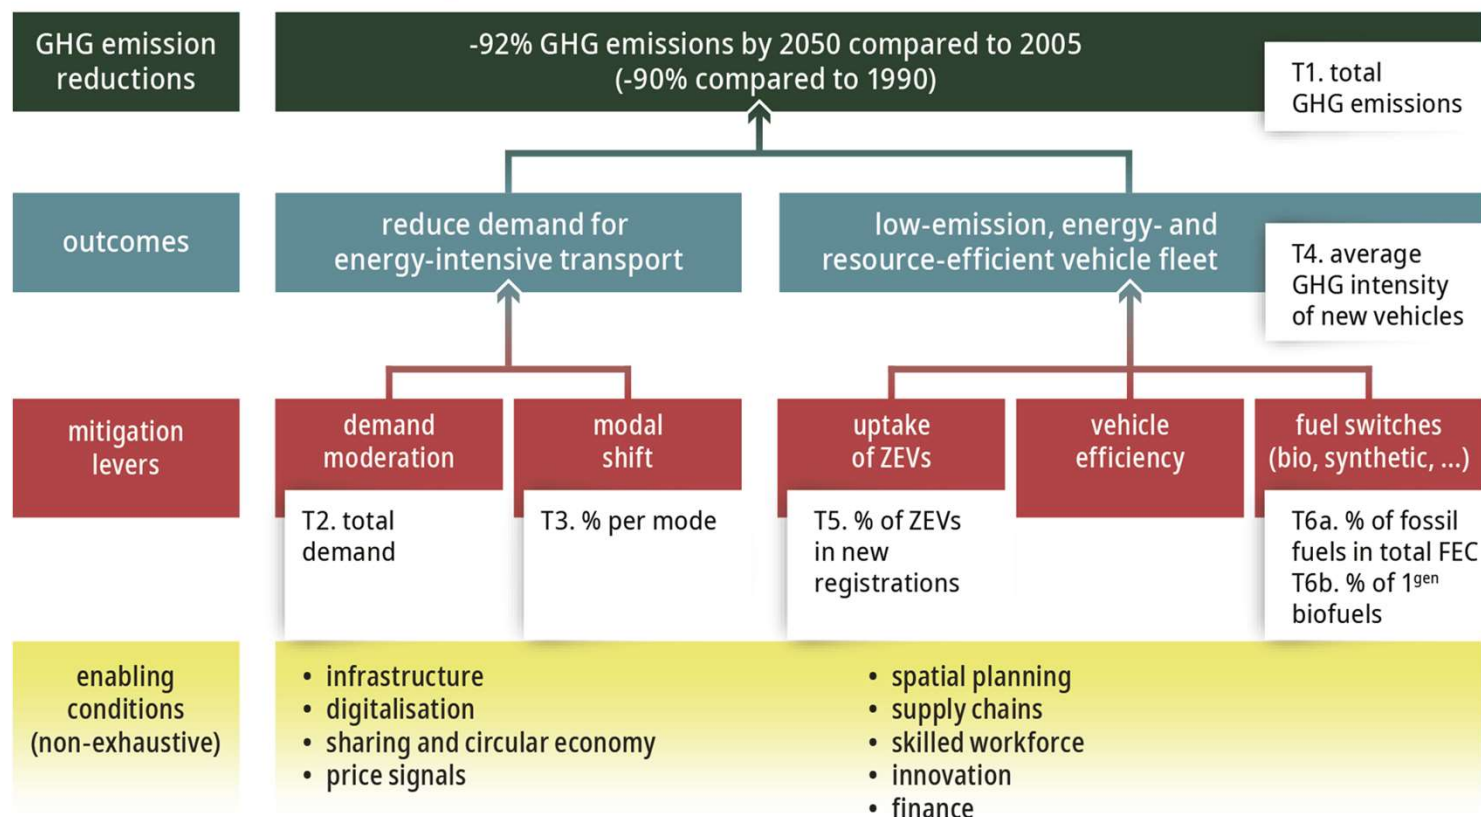 GHG emission
reductions
-92% GHG emissions by 2050 compared to 2005
(-90% compared to 1990)
T1. total
GHG emissions
outcomes
reduce demand for
energy-intensive transport
low-emission, energy- and
resource-efficient vehicle fleet
T4. average
GHG intensity
of new vehicles
mitigation
levers
demand
moderation
T2. total
demand
modal
shift
T3. % per mode
uptake
of ZEVs
T5. % of ZEVs
in new
registrations
vehicle
efficiency
fuel switches
(bio, synthetic, ...)
T6a. % of fossil
fuels in total FEC
T6b. % of 1gen
biofuels
enabling
conditions
(non-exhaustive)
• infrastructure
• digitalisation
• sharing and circular economy
• price signals
• spatial planning
• supply chains
• skilled workforce
• innovation
• finance